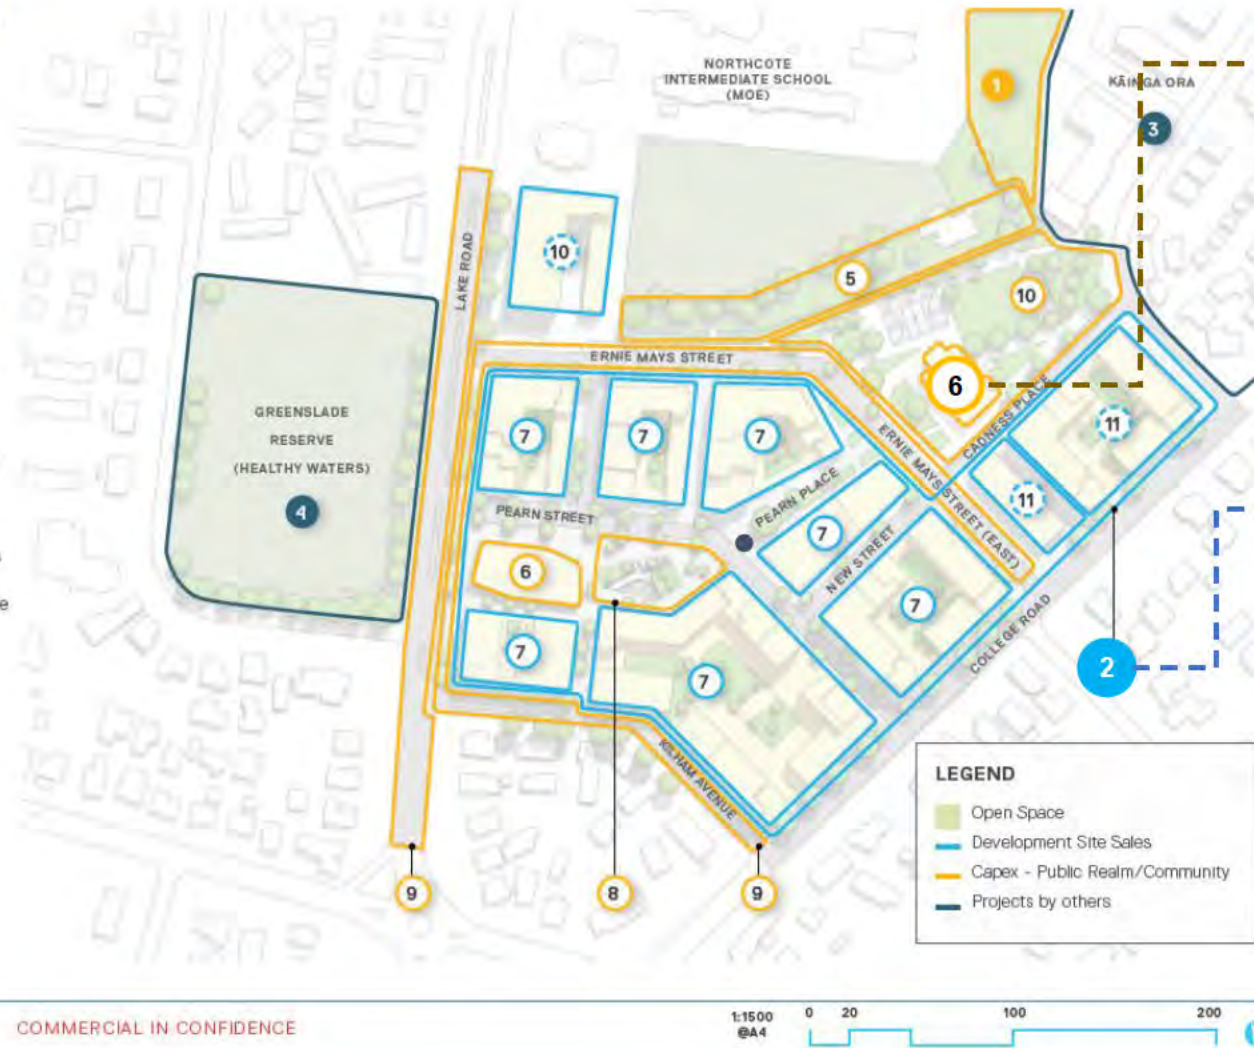 NORTHCOTE
INTERMEDIATE SCHOOL
(MOE)
1
KĀINGA ORA
3
LAKE ROAD
10
5
10
ERNIE MAYS STREET
6
GREENSLADE
RESERVE
(HEALTHY WATERS)
4
7
7
7
CADNESS PLACE
11
11
ERNIE MAYS STREET (EAST)
PEARN STREET
PEARN PLACE
7
NEW STREET
6
7
7
7
COLLEGE ROAD
2
KILHAM AVENUE
9
8
9
e
LEGEND
Open Space
Development Site Sales
Capex - Public Realm/Community
Projects by others
COMMERCIAL IN CONFIDENCE
1:1500
@A4
0 20 100 200